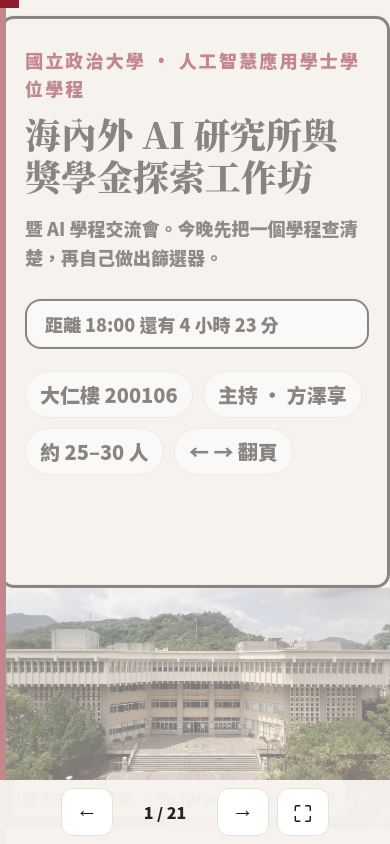 國立政治大學 · 人工智慧應用學士學
位學程
海內外 AI 研究所與
獎學金探索工作坊
暨 AI 學程交流會。今晚先把一個學程查清
楚，再自己做出篩選器。
距離 18:00 還有 4 小時 23 分
大仁樓 200106
主持 · 方澤享
約 25–30 人
← → 翻頁
←
1 / 21
→